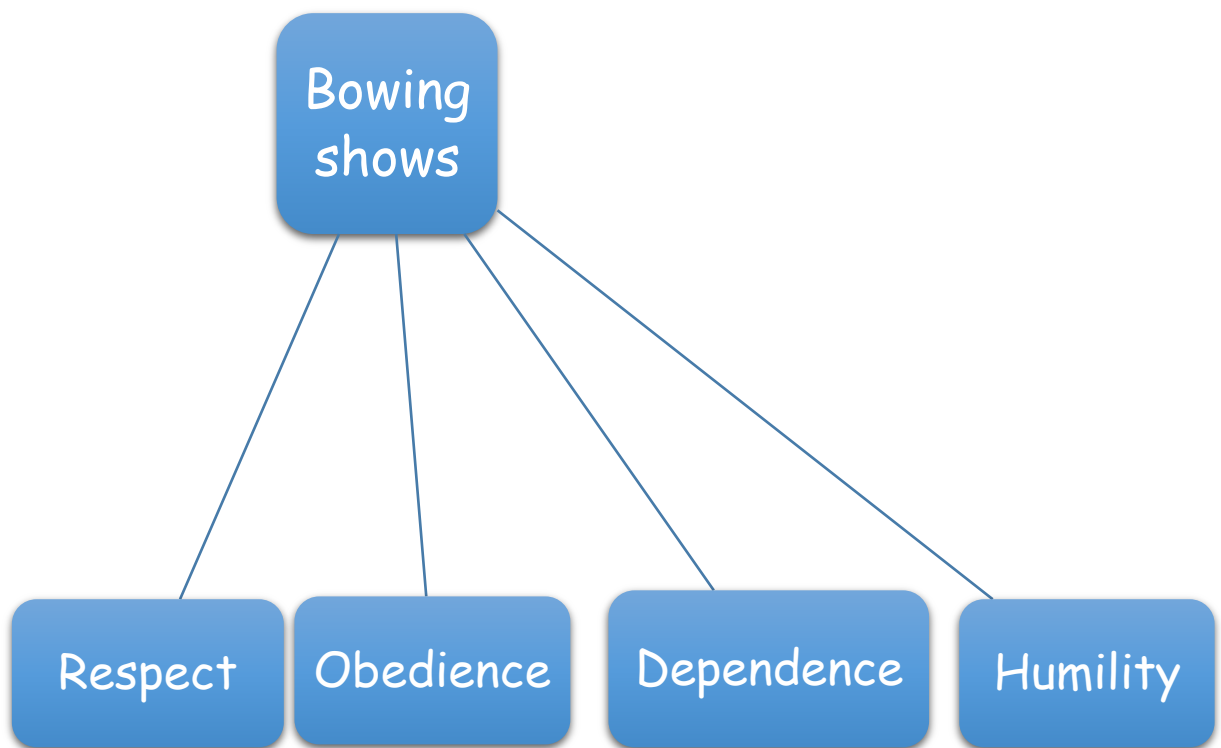 Bowing
shows
Respect
Obedience
Dependence
Humility